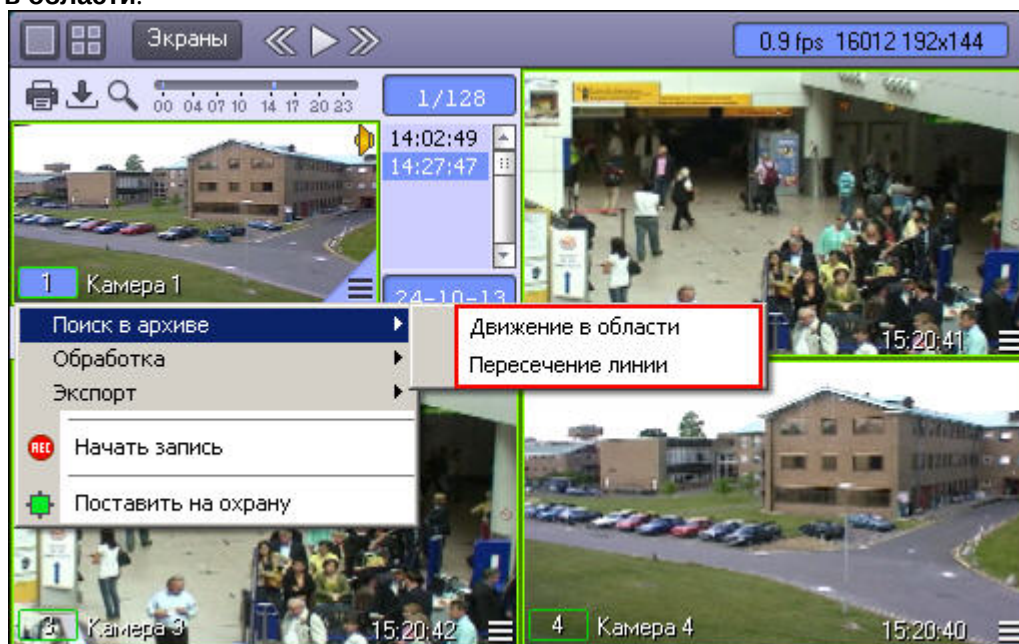 в области.
Экраны
0.9 fps 16012 192x144
00 04 07 10 14 17 20 23
1/128
14:02:49
14:27:47
1 Камера 1
24-10-13
Поиск в архиве
Обработка
Экспорт
Начать запись
Поставить на охрану
Движение в области
Пересечение линии
15:20:41
3 Камера 3
15:20:42
4 Камера 4
15:20:40